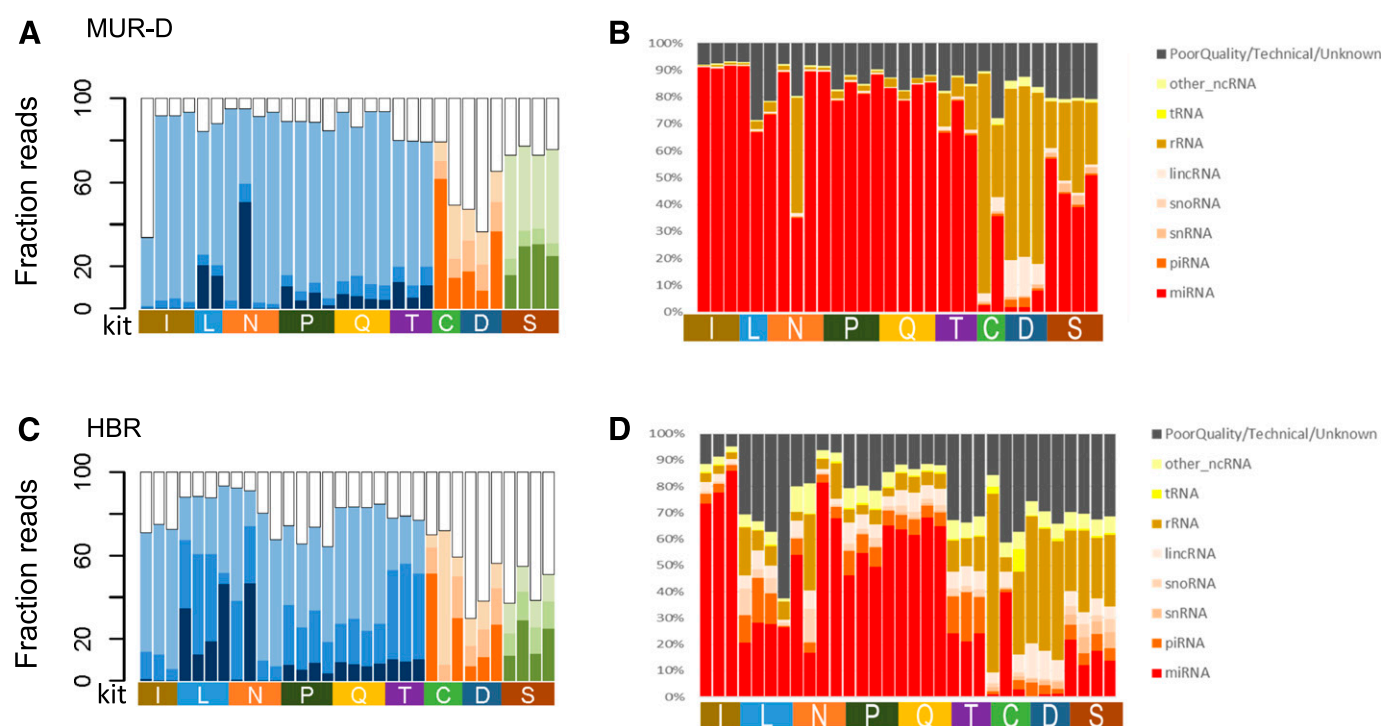 A MUR-D
Fraction reads
100
60
20
0
kit I L N P Q T C D S
B
100%
90%
80%
70%
60%
50%
40%
30%
20%
10%
0%
I L N P Q T C D S
PoorQuality/Technical/Unknown
other_ncRNA
tRNA
rRNA
lincRNA
snoRNA
snRNA
piRNA
miRNA
C HBR
Fraction reads
100
60
20
0
kit I L N P Q T C D S
D
100%
90%
80%
70%
60%
50%
40%
30%
20%
10%
0%
I L N P Q T C D S
PoorQuality/Technical/Unknown
other_ncRNA
tRNA
rRNA
lincRNA
snoRNA
snRNA
piRNA
miRNA